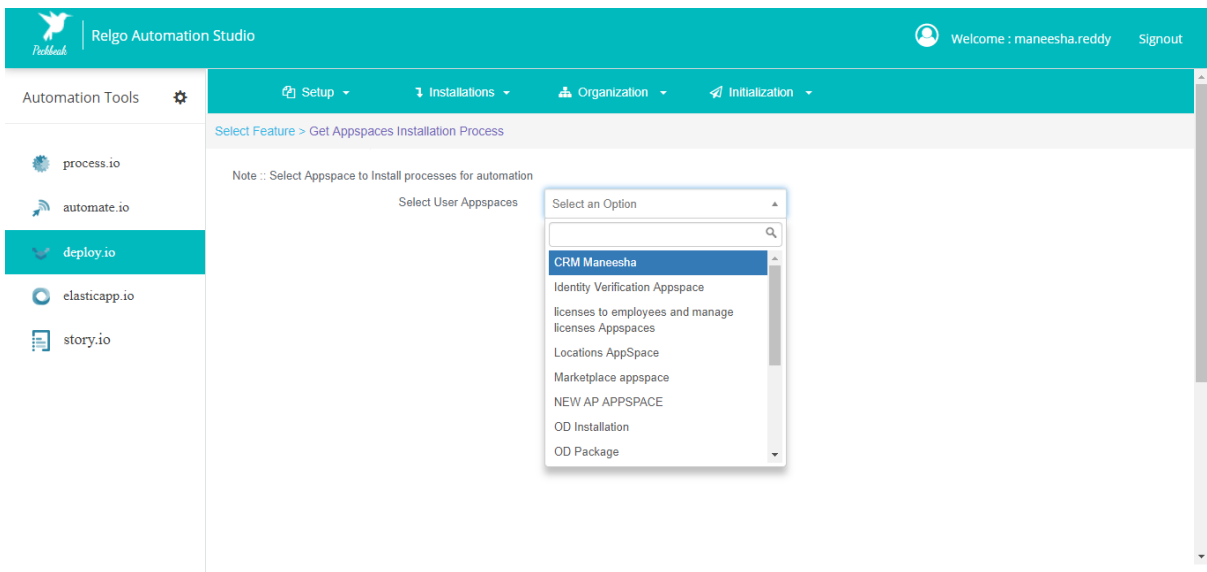 Peckbeak
Relgo Automation Studio
Welcome : maneesha.reddy
Signout
Automation Tools
Setup
Installations
Organization
Initialization
Select Feature > Get Appspaces Installation Process
process.io
automate.io
deploy.io
elasticapp.io
story.io
Note :: Select Appspace to Install processes for automation
Select User Appspaces
Select an Option
CRM Maneesha
Identity Verification Appspace
licenses to employees and manage
licenses Appspaces
Locations AppSpace
Marketplace appspace
NEW AP APPSPACE
OD Installation
OD Package